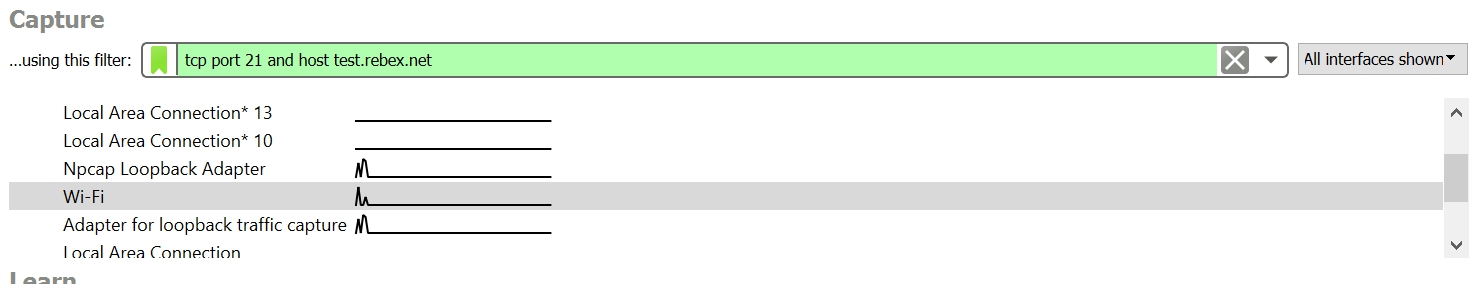 Capture
...using this filter: tcp port 21 and host test.rebex.net All interfaces shown
Local Area Connection* 13
Local Area Connection* 10
Npcap Loopback Adapter
Wi-Fi
Adapter for loopback traffic capture
Local Area Connection
Learn